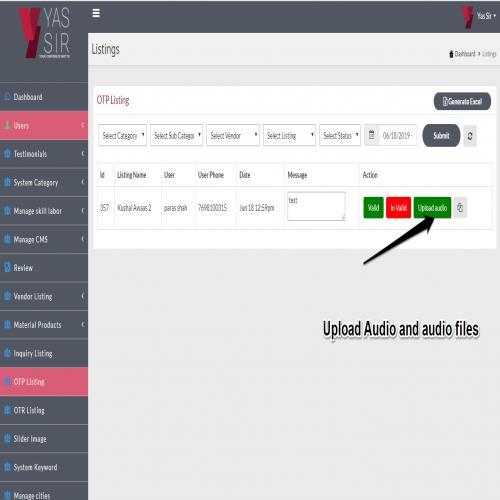 YAS
SIR
Yas Sir
Listings
Dashboard > Listings
Dashboard
Users
Testimonials
System Category
Manage skill labor
Manage CMS
Review
Vendor Listing
Material Products
Inquiry Listing
OTP Listing
OTR Listing
Slider Image
System Keyword
Manage cities
OTP Listing
Generate Excel
Select Category
Select Sub Catego
Select Vendor
Select Listing
Select Status
06/18/2019 -
Submit
Id Listing Name User User Phone Date Message Action
357 Kushal Awaas 2 paras shah 7698100315 Jun 18 12:59pm test Valid In Valid Upload audio
Upload Audio and audio files